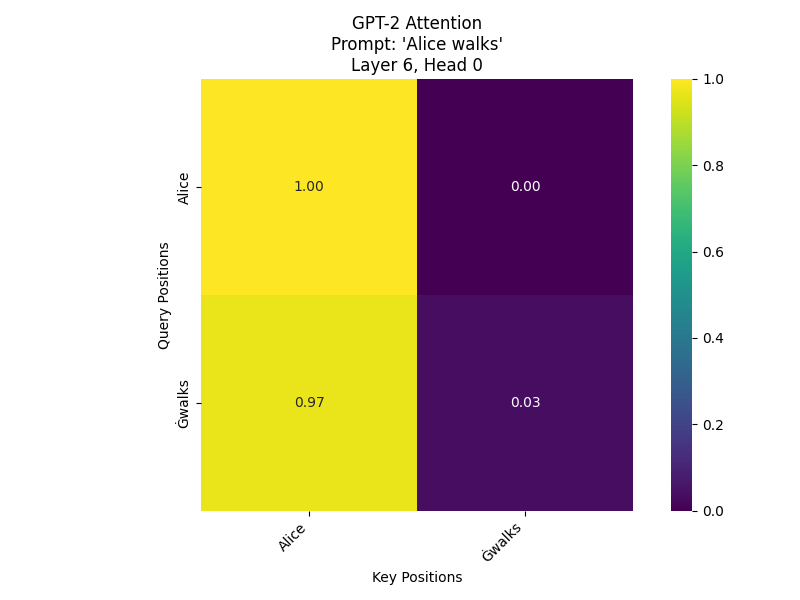 GPT-2 Attention
Prompt: 'Alice walks'
Layer 6, Head 0
1.0
Alice
1.00
0.00
0.8
0.6
Query Positions
0.4
Ġwalks
0.97
0.03
0.2
0.0
Alice
Ġwalks
Key Positions